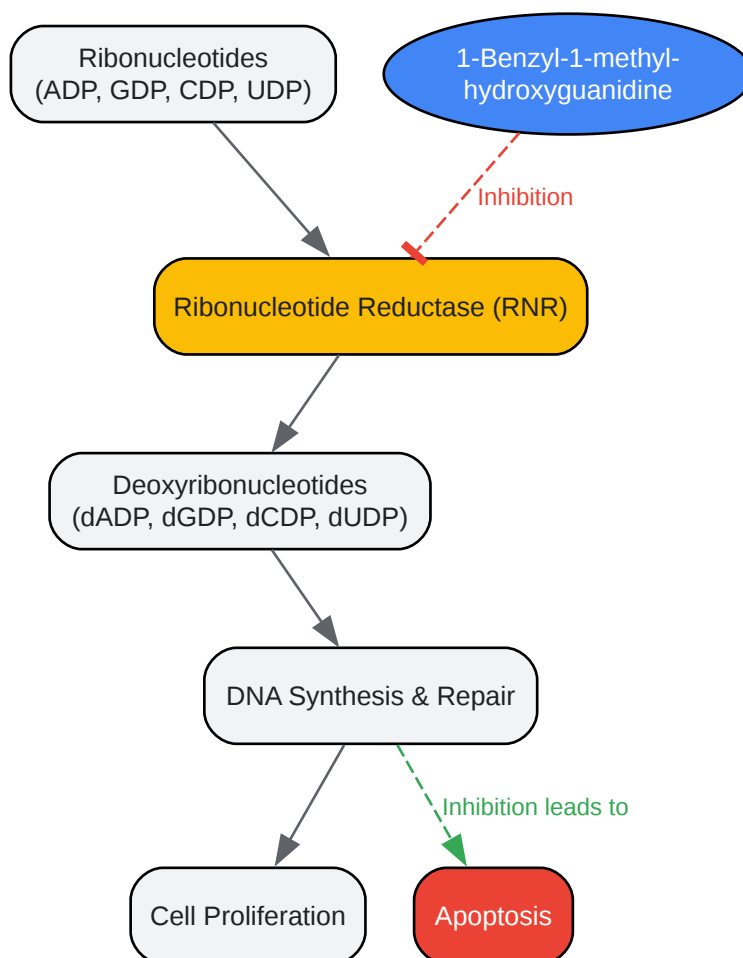 Ribonucleotides
(ADP, GDP, CDP, UDP)
1-Benzyl-1-methyl-
hydroxyguanidine
Inhibition
Ribonucleotide Reductase (RNR)
Deoxyribonucleotides
(dADP, dGDP, dCDP, dUDP)
DNA Synthesis & Repair
Inhibition leads to
Cell Proliferation
Apoptosis